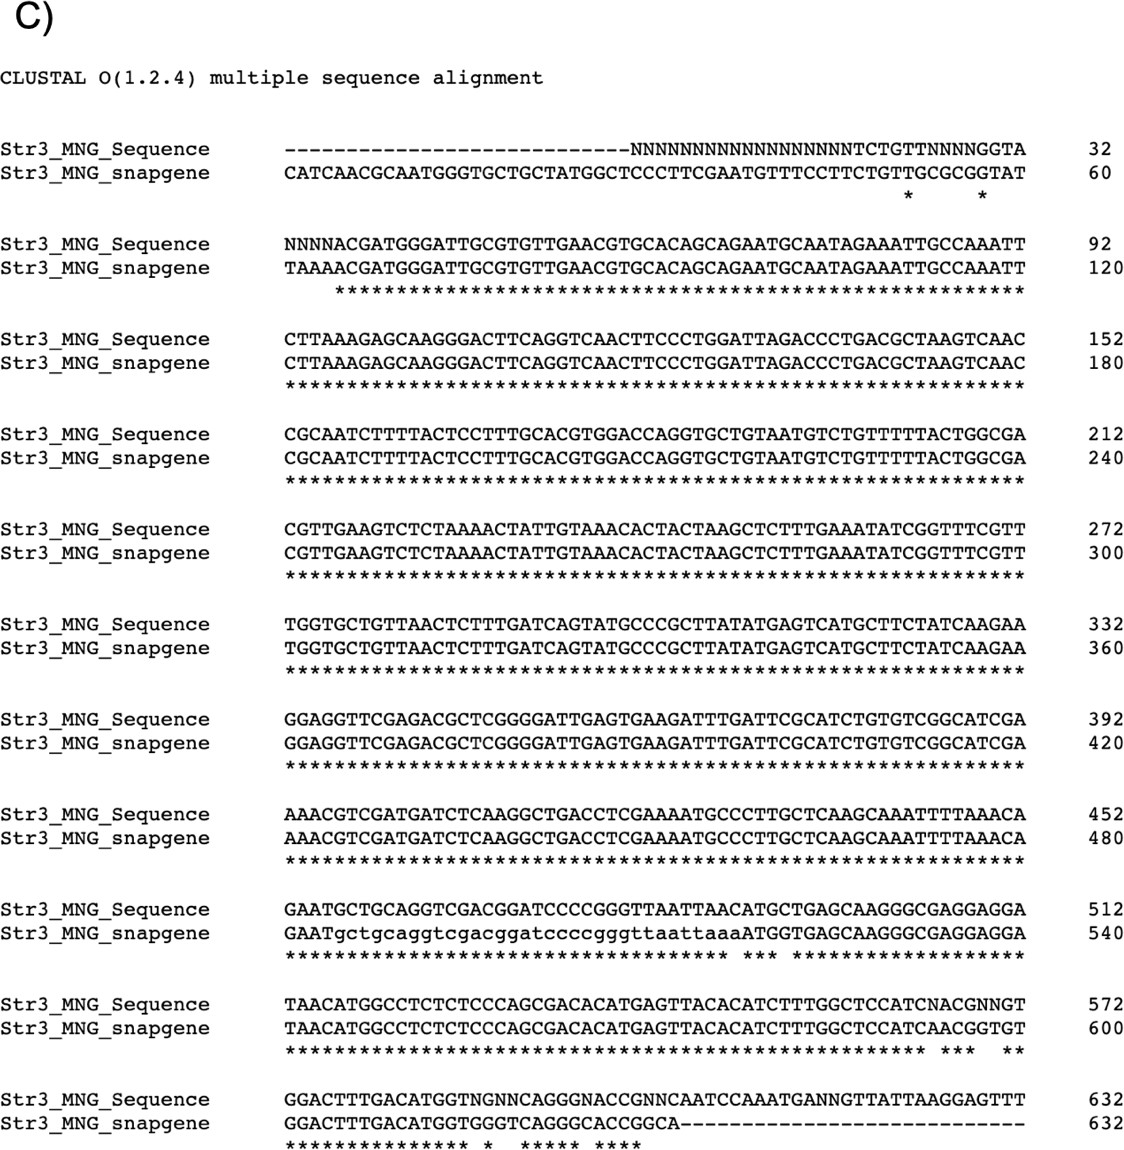 C)
CLUSTAL O(1.2.4) multiple sequence alignment
Str3_MNG_Sequence ----------------------------NNNNNNNNNNNNNNNNNNTCTGTTNNNNGGTA 32
Str3_MNG_snapgene CATCAACGCAATGGGTGCTGCTATGGCTCCCTTCGAATGTTTCCTTCTGTTGCGCGGTAT 60
* *
Str3_MNG_Sequence NNNNACGATGGGATTGCGTGTTGAACGTGCACAGCAGAATGCAATAGAAATTGCCAAATT 92
Str3_MNG_snapgene TAAAACGATGGGATTGCGTGTTGAACGTGCACAGCAGAATGCAATAGAAATTGCCAAATT 120
********************************************************
Str3_MNG_Sequence CTTAAAGAGCAAGGGACTTCAGGTCAACTTCCCTGGATTAGACCCTGACGCTAAGTCAAC 152
Str3_MNG_snapgene CTTAAAGAGCAAGGGACTTCAGGTCAACTTCCCTGGATTAGACCCTGACGCTAAGTCAAC 180
************************************************************
Str3_MNG_Sequence CGCAATCTTTTACTCCTTTGCACGTGGACCAGGTGCTGTAATGTCTGTTTTTACTGGCGA 212
Str3_MNG_snapgene CGCAATCTTTTACTCCTTTGCACGTGGACCAGGTGCTGTAATGTCTGTTTTTACTGGCGA 240
************************************************************
Str3_MNG_Sequence CGTTGAAGTCTCTAAAACTATTGTAAACACTACTAAGCTCTTTGAAATATCGGTTTCGTT 272
Str3_MNG_snapgene CGTTGAAGTCTCTAAAACTATTGTAAACACTACTAAGCTCTTTGAAATATCGGTTTCGTT 300
************************************************************
Str3_MNG_Sequence TGGTGCTGTTAACTCTTTGATCAGTATGCCCGCTTATATGAGTCATGCTTCTATCAAGAA 332
Str3_MNG_snapgene TGGTGCTGTTAACTCTTTGATCAGTATGCCCGCTTATATGAGTCATGCTTCTATCAAGAA 360
************************************************************
Str3_MNG_Sequence GGAGGTTCGAGACGCTCGGGGATTGAGTGAAGATTTGATTCGCATCTGTGTCGGCATCGA 392
Str3_MNG_snapgene GGAGGTTCGAGACGCTCGGGGATTGAGTGAAGATTTGATTCGCATCTGTGTCGGCATCGA 420
************************************************************
Str3_MNG_Sequence AAACGTCGATGATCTCAAGGCTGACCTCGAAAATGCCCTTGCTCAAGCAAATTTTAAACA 452
Str3_MNG_snapgene AAACGTCGATGATCTCAAGGCTGACCTCGAAAATGCCCTTGCTCAAGCAAATTTTAAACA 480
************************************************************
Str3_MNG_Sequence GAATGCTGCAGGTCGACGGATCCCCGGGTTAATTAACATGCTGAGCAAGGGCGAGGAGGA 512
Str3_MNG_snapgene GAATgctgcaggtcgacggatccccgggttaattaaaATGGTGAGCAAGGGCGAGGAGGA 540
************************************ *** *******************
Str3_MNG_Sequence TAACATGGCCTCTCTCCCAGCGACACATGAGTTACACATCTTTGGCTCCATCNACGNNGT 572
Str3_MNG_snapgene TAACATGGCCTCTCTCCCAGCGACACATGAGTTACACATCTTTGGCTCCATCAACGGTGT 600
**************************************************** ***  **
Str3_MNG_Sequence GGACTTTGACATGGTNGNNCAGGGNACCGNNCAATCCAAATGANNGTTATTAAGGAGTTT 632
Str3_MNG_snapgene GGACTTTGACATGGTGGGTCAGGGCACCGGCA---------------------------- 632
*************** *  ***** ****